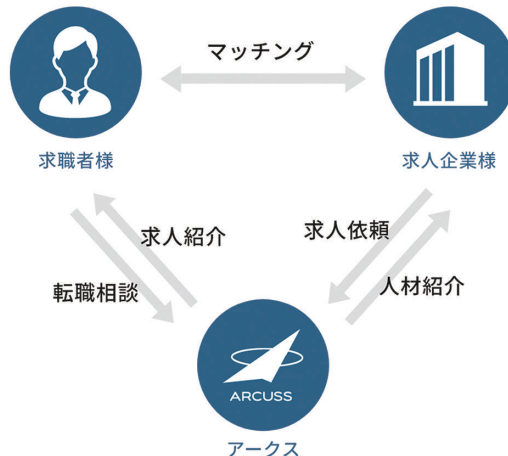 マッチング
求職者様
求人企業様
求人紹介
求人依頼
転職相談
人材紹介
ARCUSS
アークス